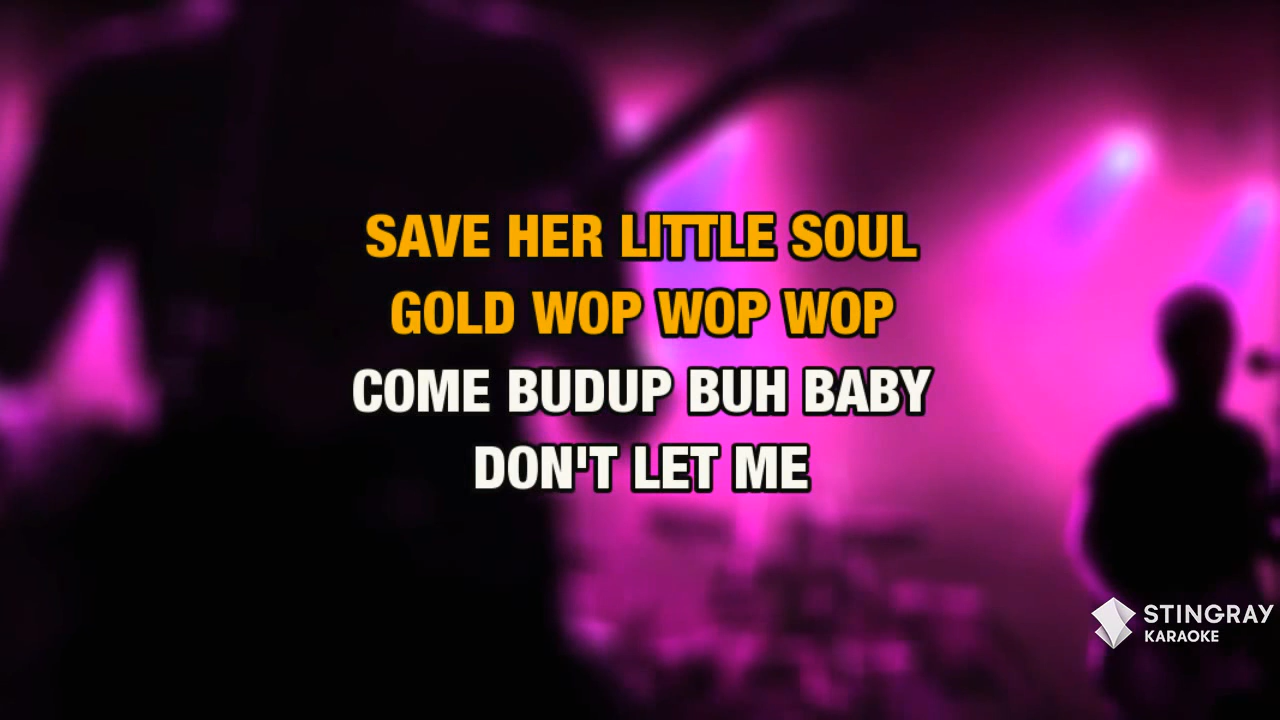 SAVE HER LITTLE SOUL
GOLD WOP WOP WOP
COME BUDUP BUH BABY
DON'T LET ME
STINGRAY
KARAOKE